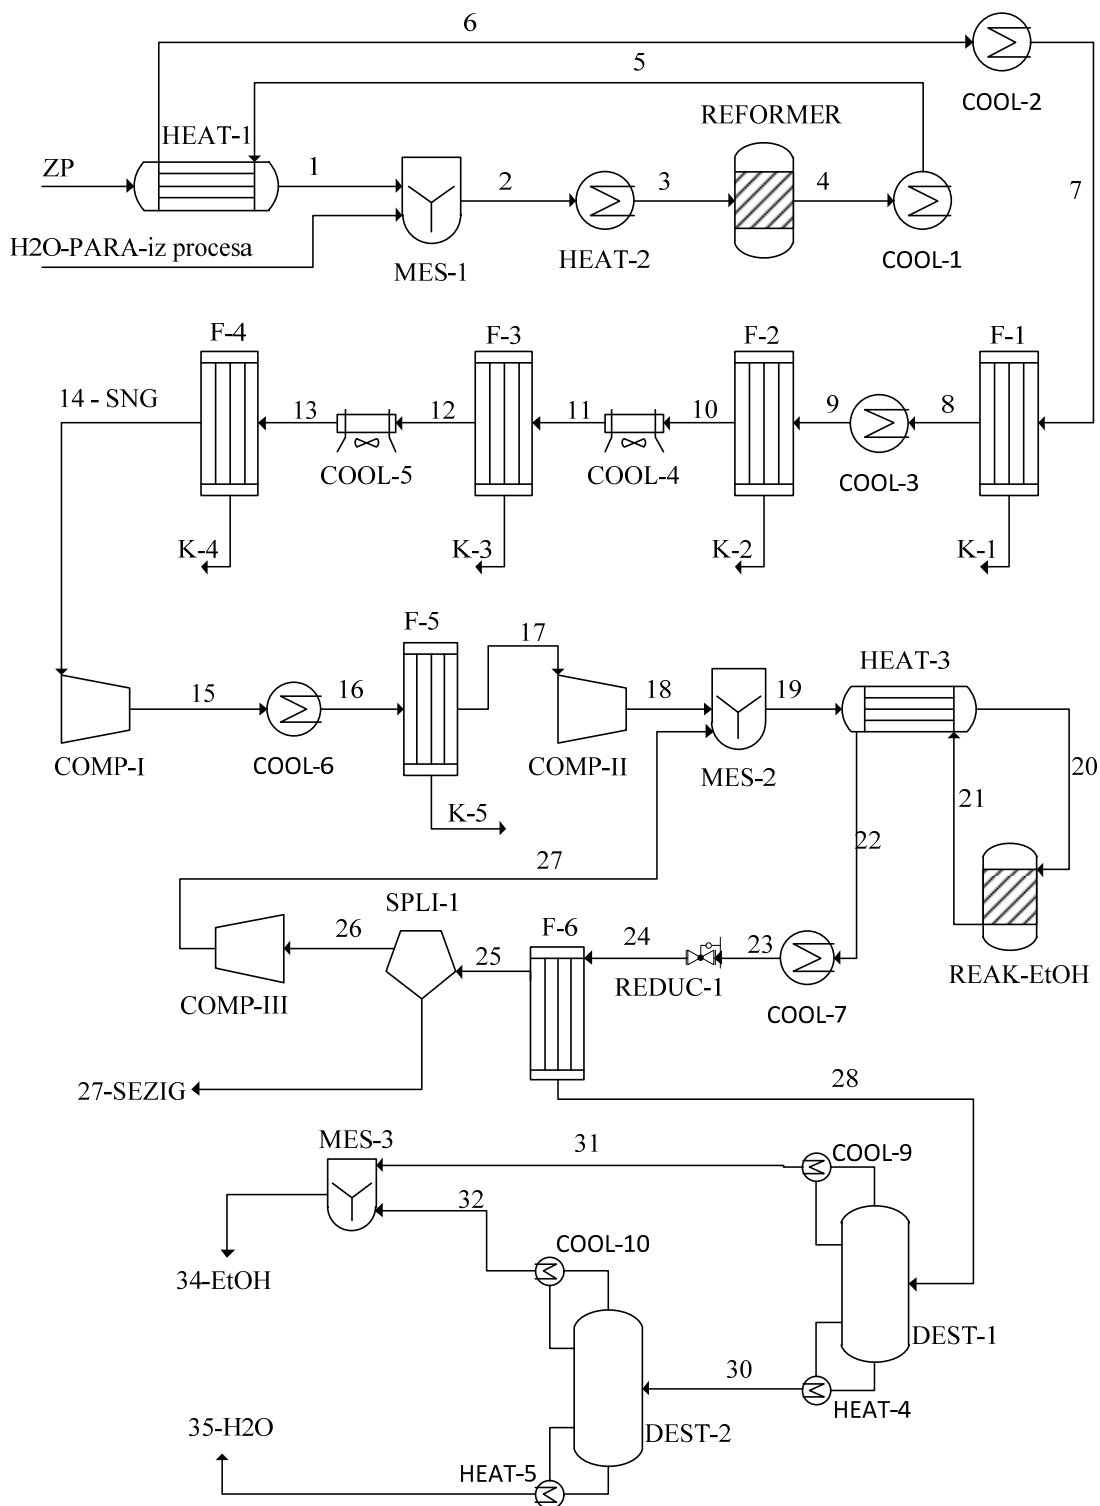 6
COOL-2
5
HEAT-1
REFORMER
ZP
1
2
3
4
7
H2O-PARA-iz procesa
MES-1
HEAT-2
COOL-1
F-4
F-3
F-2
F-1
14 - SNG
13
12
11
10
9
8
COOL-5
COOL-4
COOL-3
K-4
K-3
K-2
K-1
F-5
17
HEAT-3
15
16
18
19
COMP-I
COOL-6
COMP-II
MES-2
20
21
K-5
22
27
SPLI-1
F-6
26
25
24
23
REAK-EtOH
COMP-III
REDUC-1
COOL-7
27-SEZIG
28
MES-3
31
COOL-9
32
COOL-10
34-EtOH
DEST-1
30
HEAT-4
35-H2O
DEST-2
HEAT-5